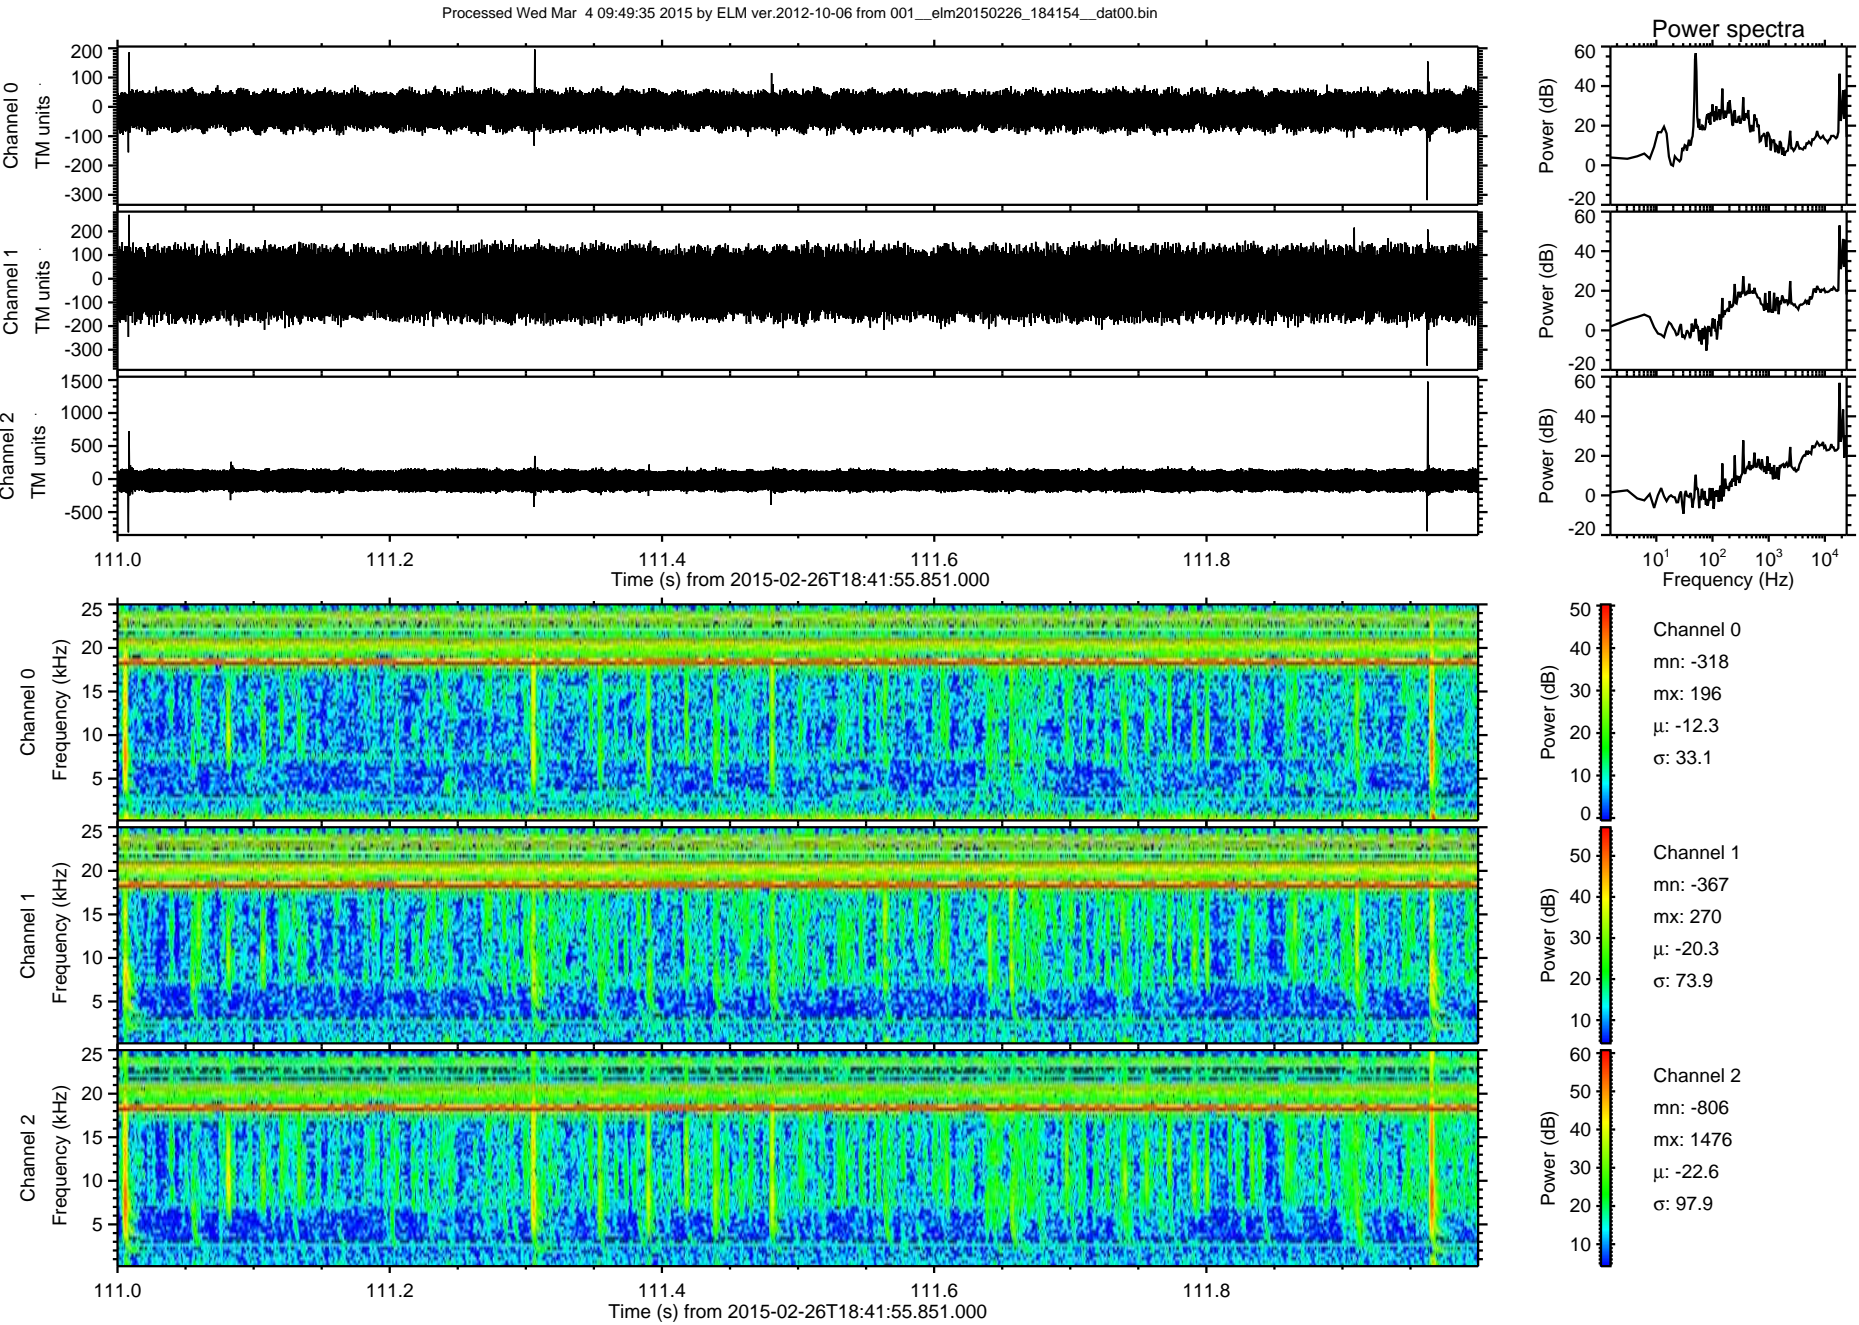 Processed Wed Mar  4 09:49:35 2015 by ELM ver.2012-10-06 from 001__elm20150226_184154__dat00.bin
Power spectra
Channel 0
TM units
200
100
0
-100
-200
-300
Power (dB)
60
40
20
0
-20
Channel 1
TM units
200
100
0
-100
-200
-300
Power (dB)
60
40
20
0
-20
Channel 2
TM units
1500
1000
500
0
-500
Power (dB)
60
40
20
0
-20
111.0 111.2 111.4 111.6 111.8
Time (s) from 2015-02-26T18:41:55.851.000
10^1 10^2 10^3 10^4
Frequency (Hz)
Channel 0
Frequency (kHz)
25
20
15
10
5
Power (dB)
50
40
30
20
10
0
Channel 0
mn: -318
mx: 196
μ: -12.3
σ: 33.1
Channel 1
Frequency (kHz)
25
20
15
10
5
Power (dB)
50
40
30
20
10
Channel 1
mn: -367
mx: 270
μ: -20.3
σ: 73.9
Channel 2
Frequency (kHz)
25
20
15
10
5
Power (dB)
60
50
40
30
20
10
Channel 2
mn: -806
mx: 1476
μ: -22.6
σ: 97.9
111.0 111.2 111.4 111.6 111.8
Time (s) from 2015-02-26T18:41:55.851.000